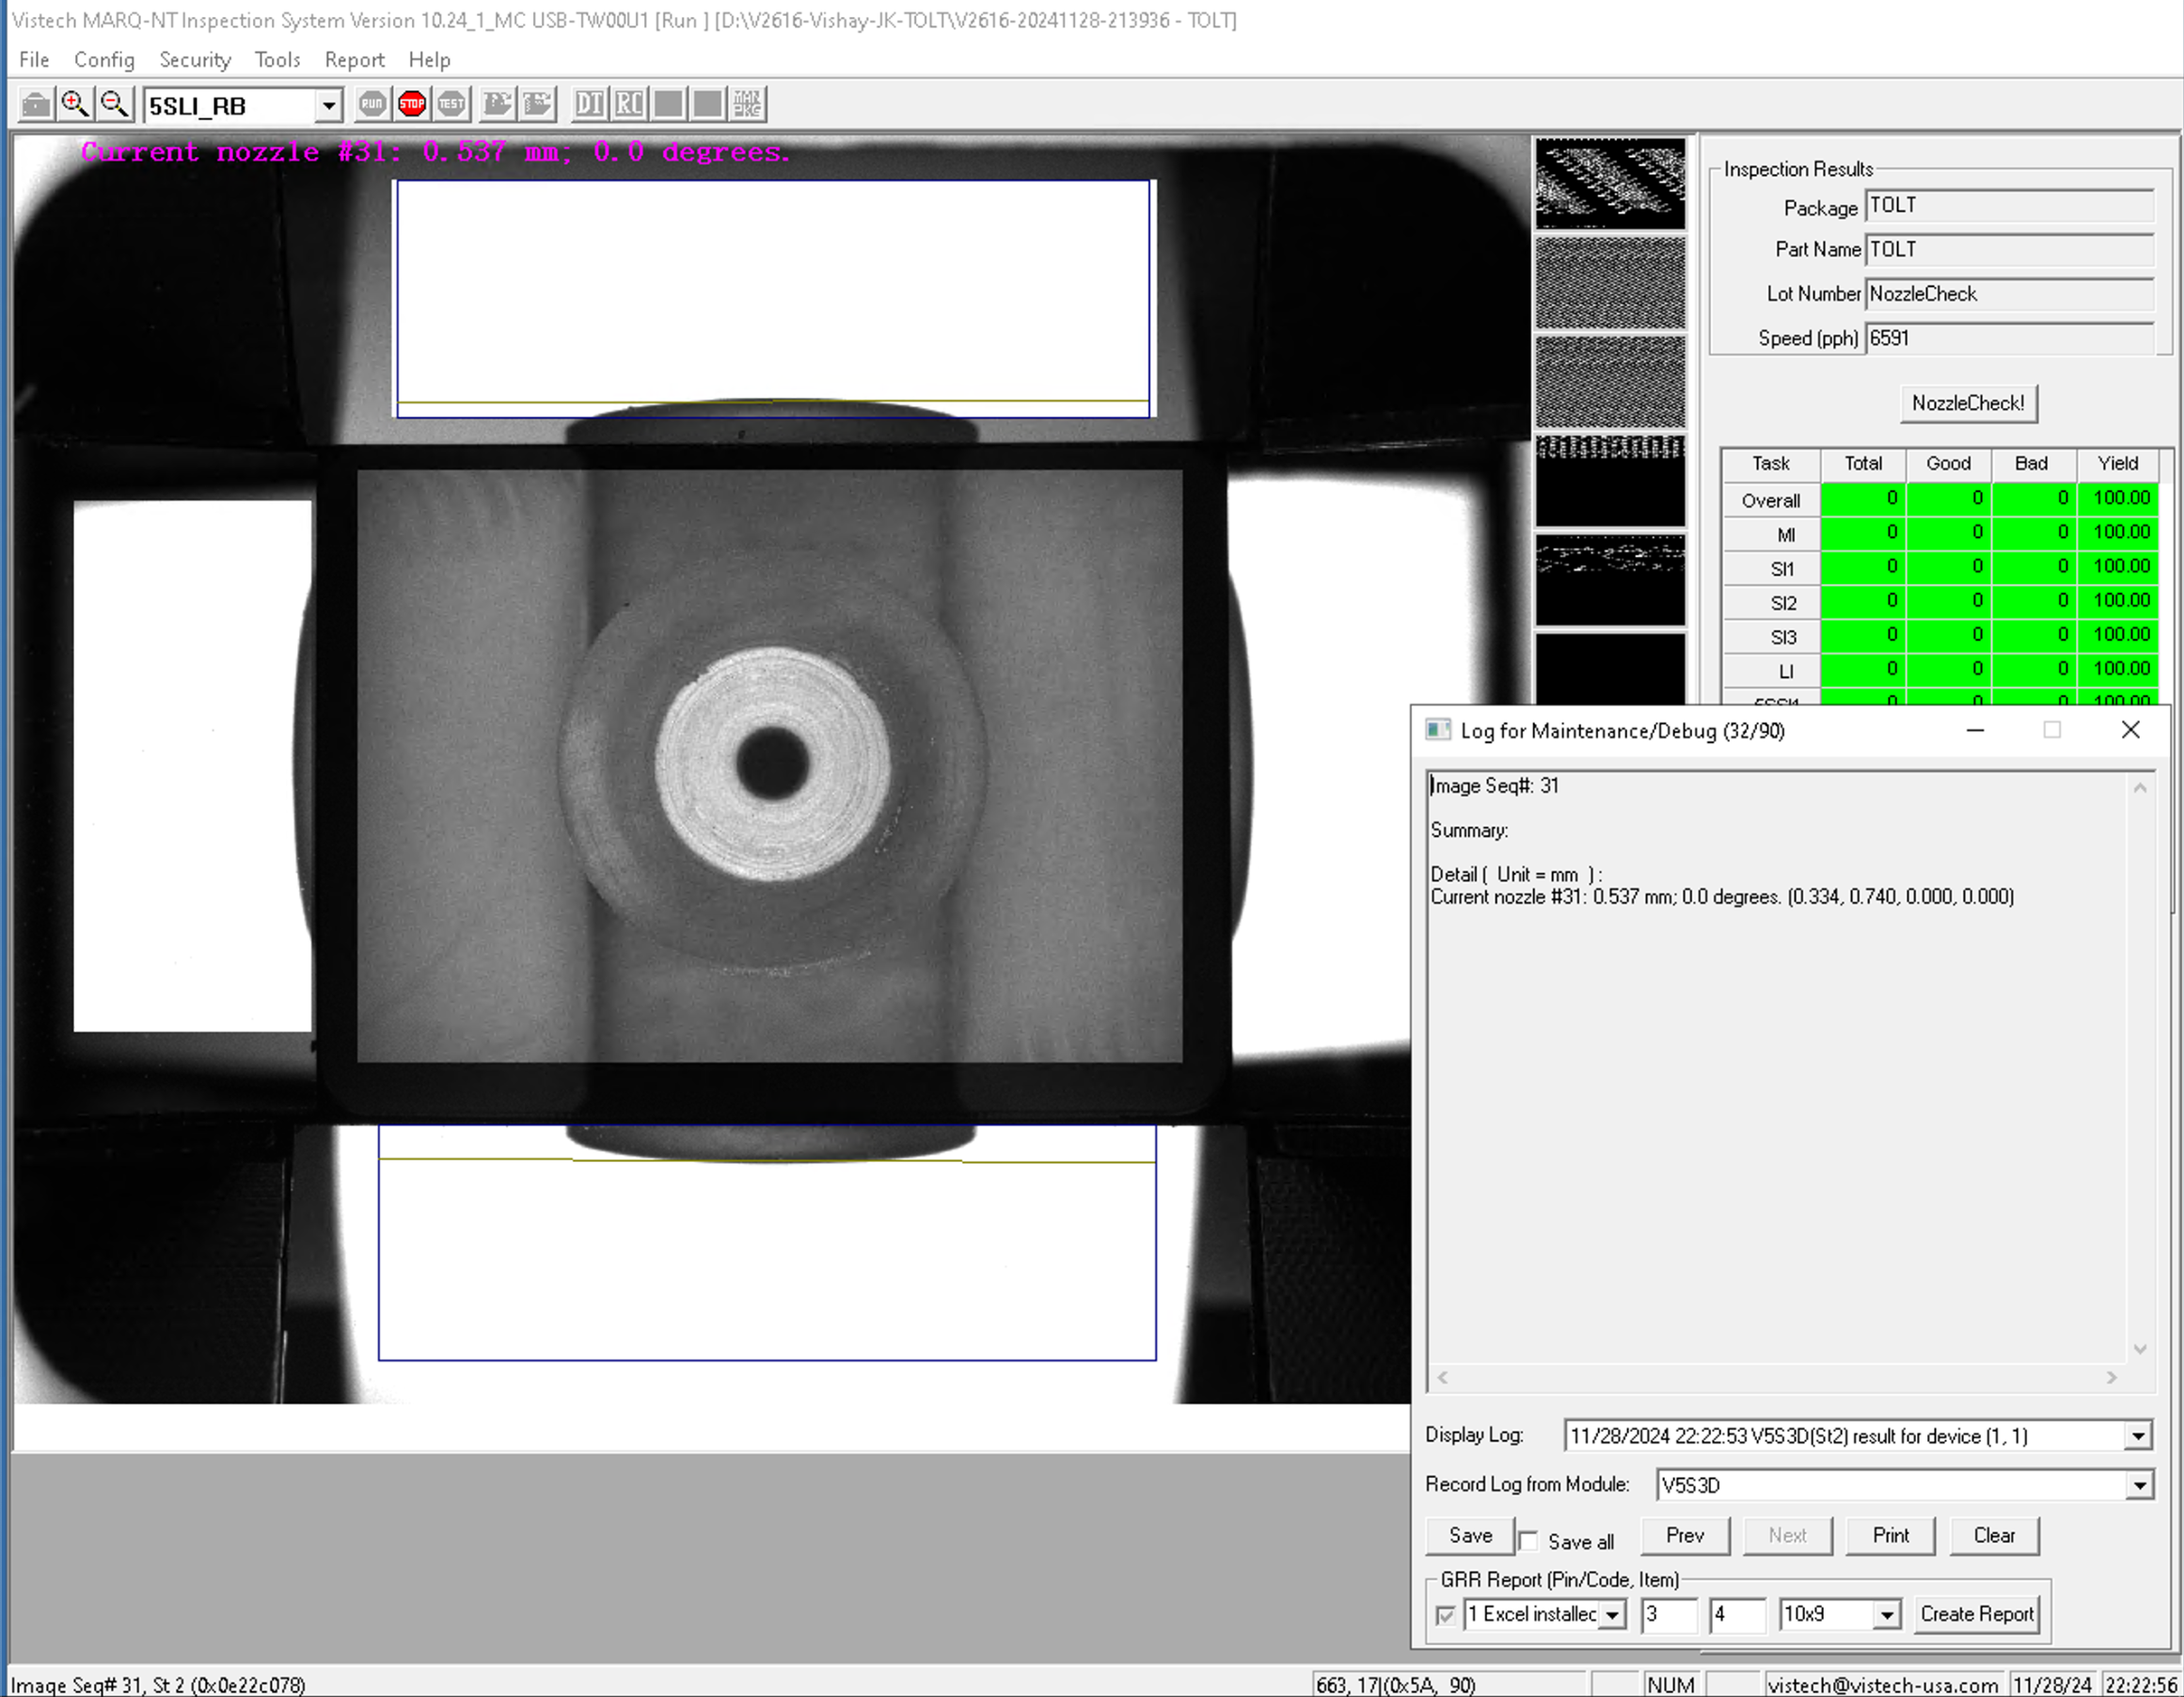 Vistech MARQ-NT Inspection System Version 10.24_1_MC USB-TW00U1 [Run ] [D:\V2616-Vishay-JK-TOLT\V2616-20241128-213936 - TOLT]
File Config Security Tools Report Help
5SLI_RB RUN STOP TEST DT RC MAN PKG
Current nozzle #31: 0.537 mm; 0.0 degrees.
Inspection Results
Package TOLT
Part Name TOLT
Lot Number NozzleCheck
Speed (pph) 6591
NozzleCheck!
Task Total Good Bad Yield
Overall 0 0 0 100.00
MI 0 0 0 100.00
SI1 0 0 0 100.00
SI2 0 0 0 100.00
SI3 0 0 0 100.00
LI 0 0 0 100.00
Log for Maintenance/Debug (32/90)
Image Seq#: 31
Summary:
Detail ( Unit = mm ) :
Current nozzle #31: 0.537 mm; 0.0 degrees. (0.334, 0.740, 0.000, 0.000)
Display Log: 11/28/2024 22:22:53 V5S3D(St2) result for device (1, 1)
Record Log from Module: V5S3D
Save Save all Prev Next Print Clear
GRR Report (Pin/Code, Item)
1 Excel installec 3 4 10x9 Create Report
Image Seq# 31, St 2 (0x0e22c078) 663, 17|(0x5A, 90) NUM vistech@vistech-usa.com 11/28/24 22:22:56